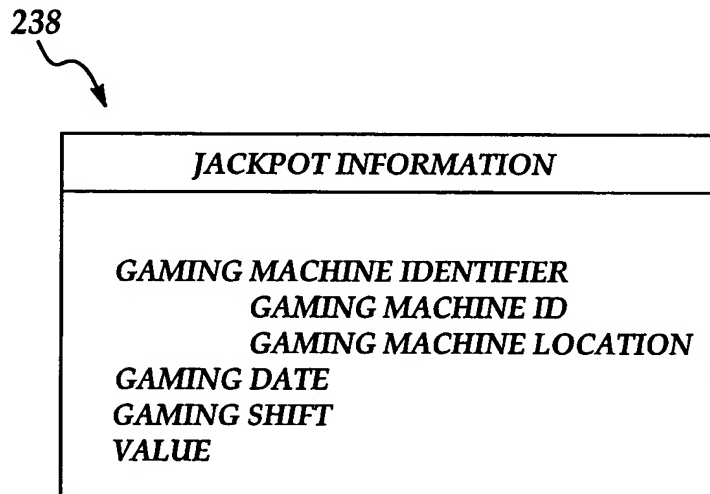 238
JACKPOT INFORMATION
GAMING MACHINE IDENTIFIER
GAMING MACHINE ID
GAMING MACHINE LOCATION
GAMING DATE
GAMING SHIFT
VALUE